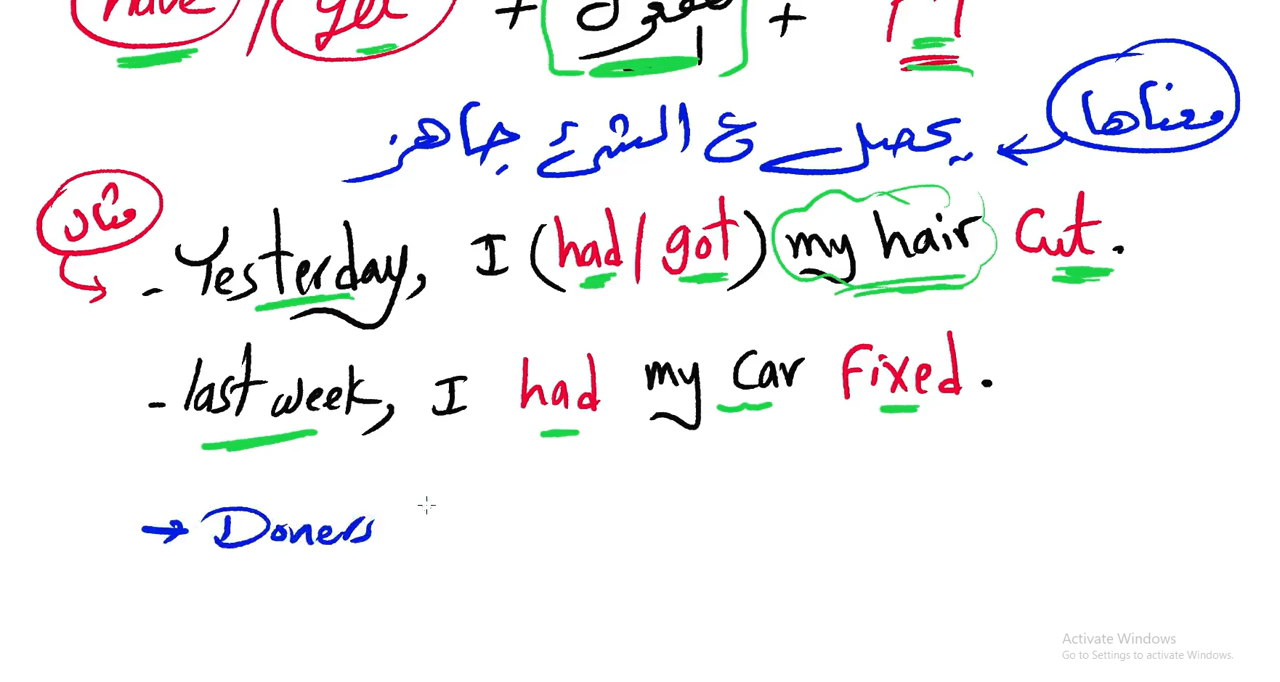 have / get + مفعول +
معناها ← يحصل ع الشئ جاهز
مثال
- Yesterday, I (had / got) my hair cut.
- last week, I had my car fixed.
→ Doners
Activate Windows
Go to Settings to activate Windows.